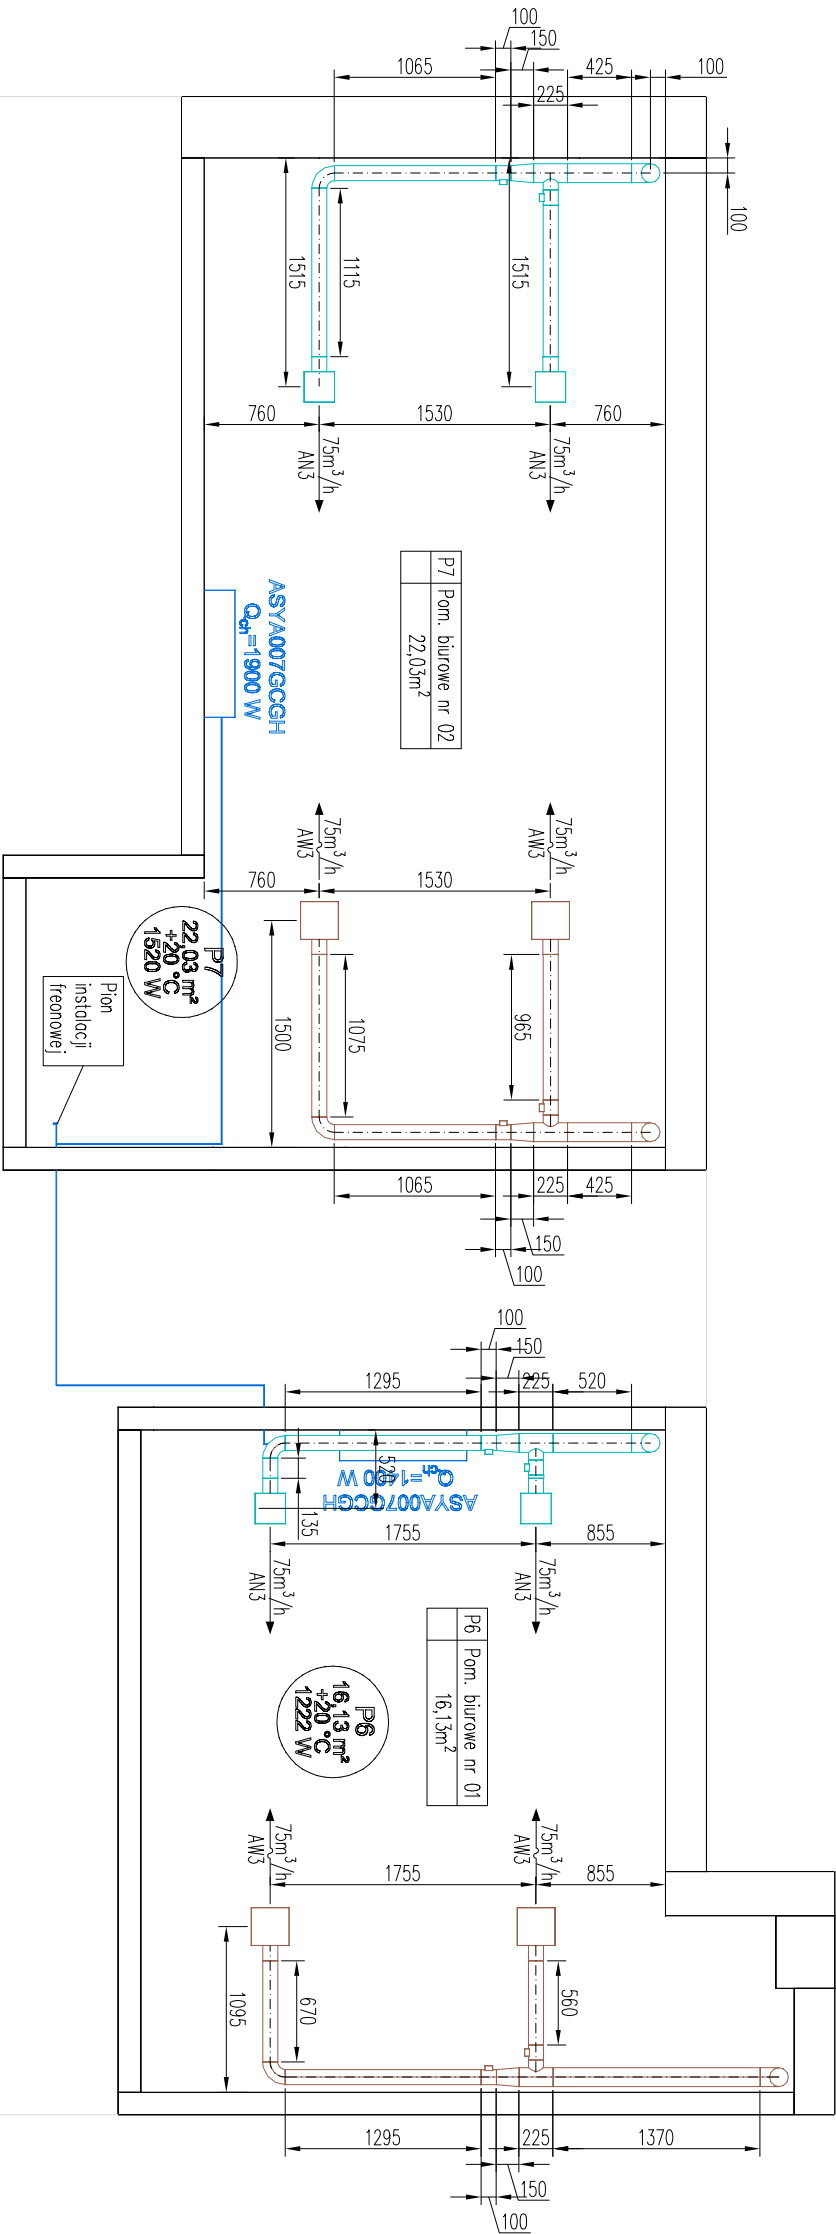 100
150
1065
225
425
100
100
1515
1115
1515
760
1530
760
75m³/h
AN3
75m³/h
AN3
P7 Pom. biurowe nr 02
22,03m²
ASYA007GCGH
Qch=1900 W
75m³/h
AW3
75m³/h
AW3
760
1530
P7
22,03 m²
+20 °C
1520 W
Pion
instalacji
freonowej
1500
1075
965
1065
225
425
150
100
100
150
1295
225
520
520
Qch=1400 W
ASYA007GCGH
135
1755
855
75m³/h
AN3
75m³/h
AN3
P6 Pom. biurowe nr 01
16,13m²
P6
16,13 m²
+20 °C
1222 W
75m³/h
AW3
75m³/h
AW3
1755
855
1095
670
560
1295
225
1370
150
100